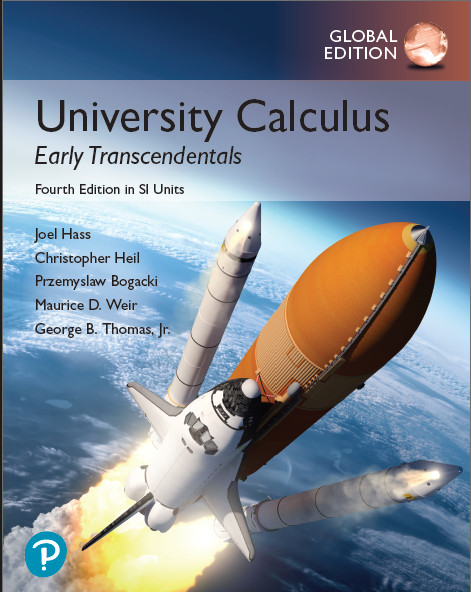 GLOBAL
EDITION
University Calculus
Early Transcendentals
Fourth Edition in SI Units
Joel Hass
Christopher Heil
Przemyslaw Bogacki
Maurice D. Weir
George B. Thomas, Jr.
P